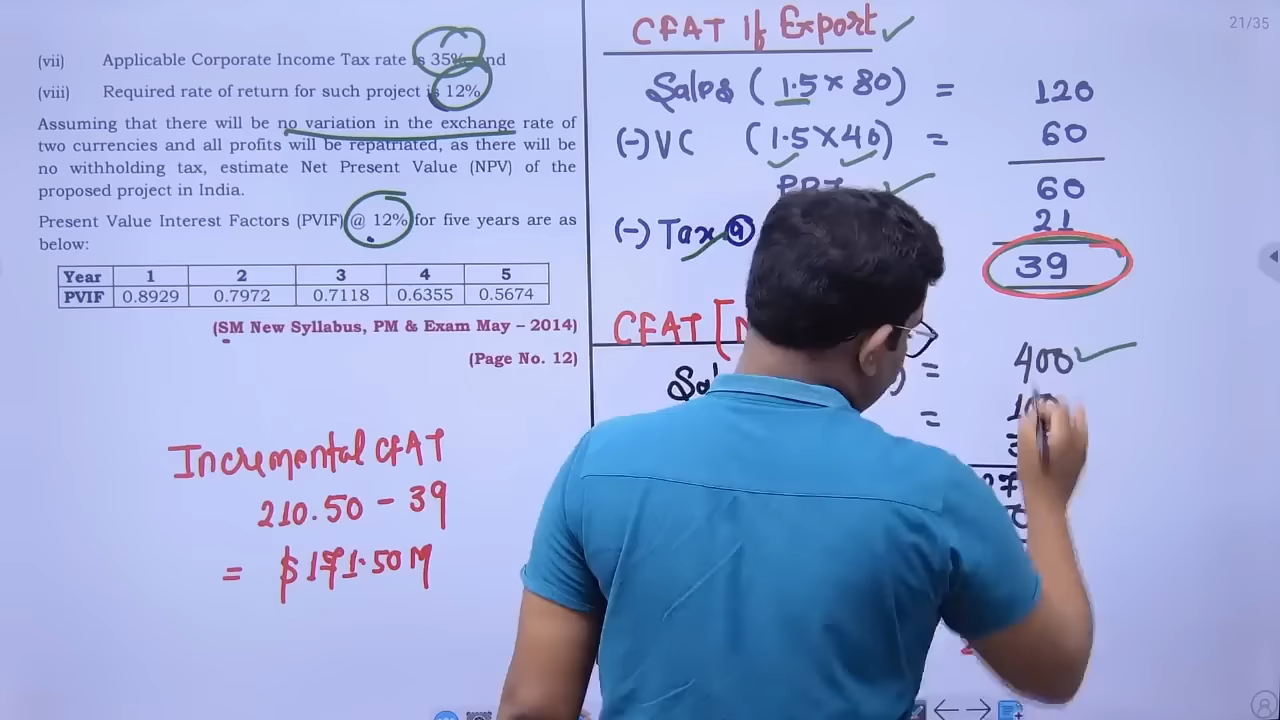 21/35
(vii) Applicable Corporate Income Tax rate is 35% and
(viii) Required rate of return for such project is 12%
Assuming that there will be no variation in the exchange rate of
two currencies and all profits will be repatriated, as there will be
no withholding tax, estimate Net Present Value (NPV) of the
proposed project in India.
Present Value Interest Factors (PVIF) @ 12% for five years are as
below:
Year 1 2 3 4 5
PVIF 0.8929 0.7972 0.7118 0.6355 0.5674
(SM New Syllabus, PM & Exam May – 2014)
(Page No. 12)
Incremental CFAT
210.50 - 39
= $171.50M
CFAT If Export
Sales (1.5 x 80) = 120
(-) VC (1.5 x 40) = 60
60
(-) Tax 21
39
CFAT [
= 400
=